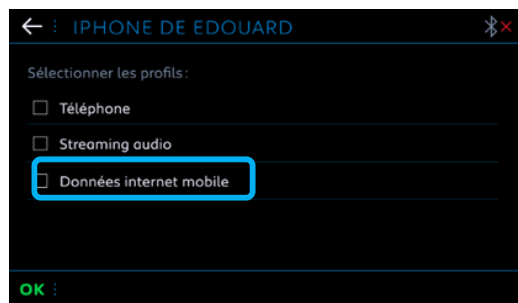 IPHONE DE EDOUARD
Sélectionner les profils:
Téléphone
Streaming audio
Données internet mobile
OK